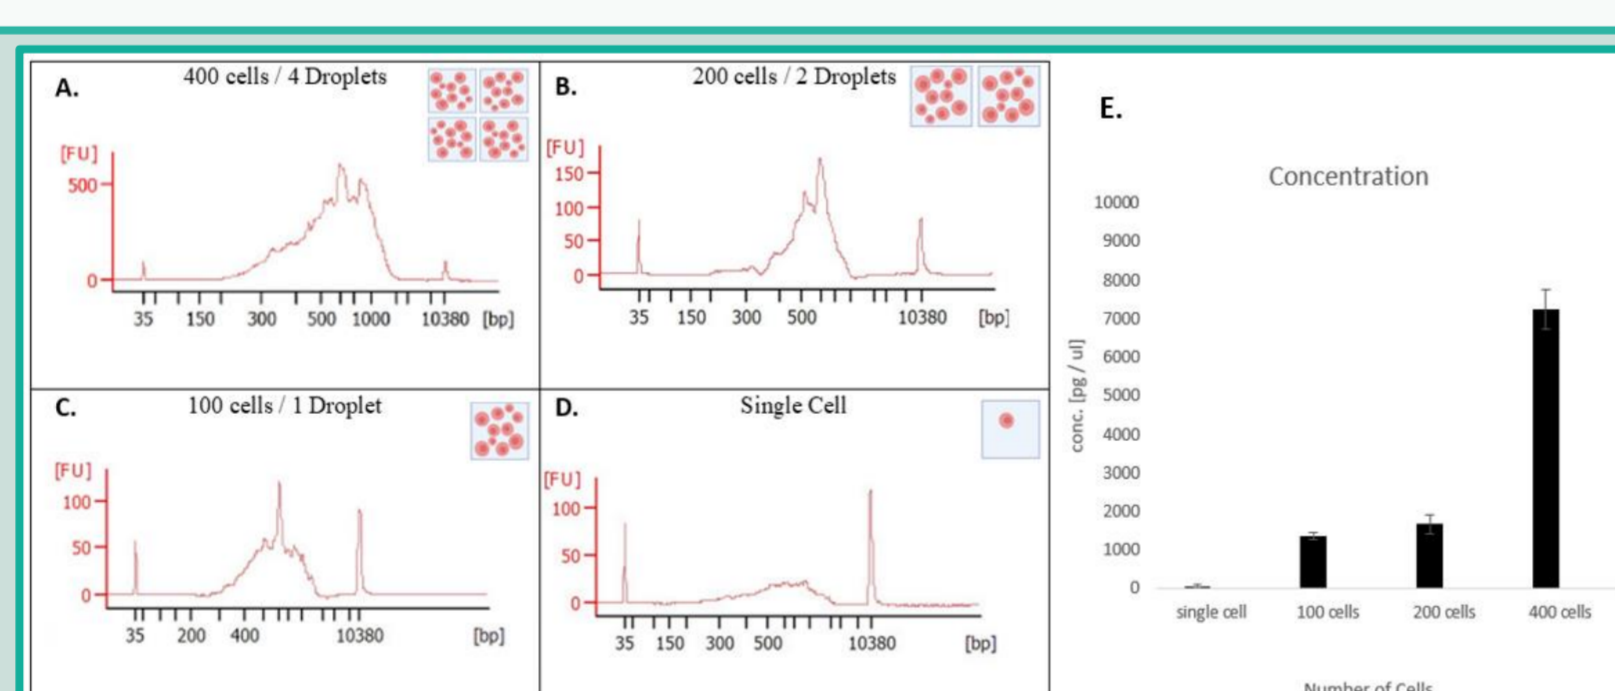 A.
400 cells / 4 Droplets
[FU]
500
0
35 150 300 500 1000 10380 [bp]
B.
200 cells / 2 Droplets
[FU]
150
100
50
0
35 150 300 500 10380 [bp]
C.
100 cells / 1 Droplet
[FU]
100
50
0
35 200 400 10380 [bp]
D.
Single Cell
[FU]
100
50
0
35 150 300 500 10380 [bp]
E.
Concentration
10000
9000
8000
7000
6000
5000
4000
3000
2000
1000
0
conc. [pg / ul]
single cell 100 cells 200 cells 400 cells
Number of Cells